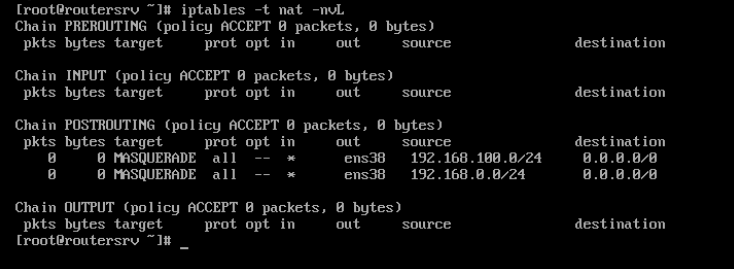 [root@routersrv ~]# iptables -t nat -nvL
Chain PREROUTING (policy ACCEPT 0 packets, 0 bytes)
 pkts bytes target     prot opt in     out     source               destination

Chain INPUT (policy ACCEPT 0 packets, 0 bytes)
 pkts bytes target     prot opt in     out     source               destination

Chain POSTROUTING (policy ACCEPT 0 packets, 0 bytes)
 pkts bytes target     prot opt in     out     source               destination
    0     0 MASQUERADE  all  --  *      ens38   192.168.100.0/24     0.0.0.0/0
    0     0 MASQUERADE  all  --  *      ens38   192.168.0.0/24       0.0.0.0/0

Chain OUTPUT (policy ACCEPT 0 packets, 0 bytes)
 pkts bytes target     prot opt in     out     source               destination
[root@routersrv ~]# _